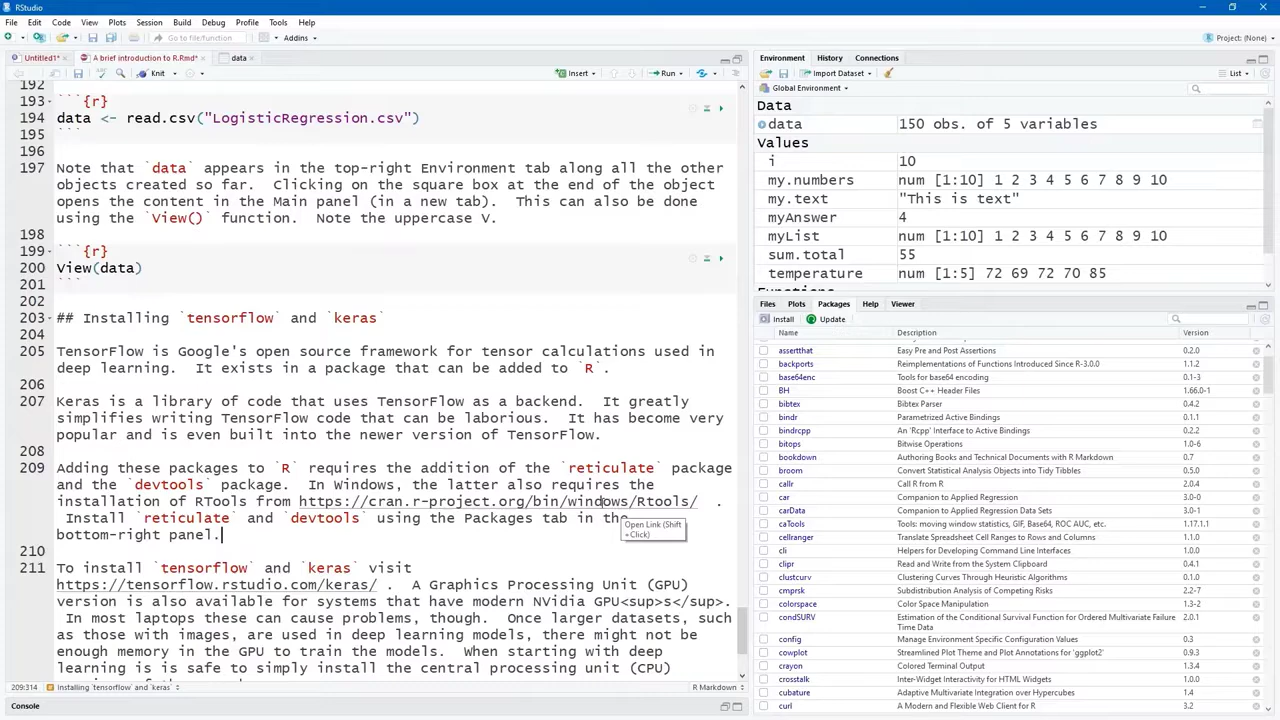 RStudio
File Edit Code View Plots Session Build Debug Profile Tools Help
Go to file/function Addins Project: (None)
Untitled1* A brief introduction to R.Rmd* data
Knit Insert Run
192
193 ```{r}
194 data <- read.csv("LogisticRegression.csv")
195 ```
196
197 Note that `data` appears in the top-right Environment tab along all the other
objects created so far. Clicking on the square box at the end of the object
opens the content in the Main panel (in a new tab). This can also be done
using the `View()` function. Note the uppercase V.
198
199 ```{r}
200 View(data)
201 ```
202
203 ## Installing `tensorflow` and `keras`
204
205 TensorFlow is Google's open source framework for tensor calculations used in
deep learning. It exists in a package that can be added to `R`.
206
207 Keras is a library of code that uses TensorFlow as a backend. It greatly
simplifies writing TensorFlow code that can be laborious. It has become very
popular and is even built into the newer version of TensorFlow.
208
209 Adding these packages to `R` requires the addition of the `reticulate` package
and the `devtools` package. In Windows, the latter also requires the
installation of RTools from https://cran.r-project.org/bin/windows/Rtools/ .
Install `reticulate` and `devtools` using the Packages tab in the
bottom-right panel.
Open Link (Shift
+Click)
210
211 To install `tensorflow` and `keras` visit
https://tensorflow.rstudio.com/keras/ . A Graphics Processing Unit (GPU)
version is also available for systems that have modern NVidia GPU<sup>s</sup>.
In most laptops these can cause problems, though. Once larger datasets, such
as those with images, are used in deep learning models, there might not be
enough memory in the GPU to train the models. When starting with deep
learning is is safe to simply install the central processing unit (CPU)
209:314 Installing `tensorflow` and `keras` R Markdown
Console
Environment History Connections
Import Dataset List
Global Environment
Data
data 150 obs. of 5 variables
Values
i 10
my.numbers num [1:10] 1 2 3 4 5 6 7 8 9 10
my.text "This is text"
myAnswer 4
myList num [1:10] 1 2 3 4 5 6 7 8 9 10
sum.total 55
temperature num [1:5] 72 69 72 70 85
Functions
Files Plots Packages Help Viewer
Install Update
Name Description Version
assertthat Easy Pre and Post Assertions 0.2.0
backports Reimplementations of Functions Introduced Since R-3.0.0 1.1.2
base64enc Tools for base64 encoding 0.1-3
BH Boost C++ Header Files 1.66.0-1
bibtex Bibtex Parser 0.4.2
bindr Parametrized Active Bindings 0.1.1
bindrcpp An 'Rcpp' Interface to Active Bindings 0.2.2
bitops Bitwise Operations 1.0-6
bookdown Authoring Books and Technical Documents with R Markdown 0.7
broom Convert Statistical Analysis Objects into Tidy Tibbles 0.5.0
callr Call R from R 2.0.4
car Companion to Applied Regression 3.0-0
carData Companion to Applied Regression Data Sets 3.0-1
caTools Tools: moving window statistics, GIF, Base64, ROC AUC, etc. 1.17.1.1
cellranger Translate Spreadsheet Cell Ranges to Rows and Columns 1.1.0
cli Helpers for Developing Command Line Interfaces 1.0.0
clipr Read and Write from the System Clipboard 0.4.1
clustcurv Clustering Curves Through Heuristic Algorithms 0.1.0
cmprsk Subdistribution Analysis of Competing Risks 2.2-7
colorspace Color Space Manipulation 1.3-2
condSURV Estimation of the Conditional Survival Function for Ordered Multivariate Failure 2.0.1
Time Data
config Manage Environment Specific Configuration Values 0.3
cowplot Streamlined Plot Theme and Plot Annotations for 'ggplot2' 0.9.3
crayon Colored Terminal Output 1.3.4
crosstalk Inter-Widget Interactivity for HTML Widgets 1.0.0
cubature Adaptive Multivariate Integration over Hypercubes 1.4
curl A Modern and Flexible Web Client for R 3.2